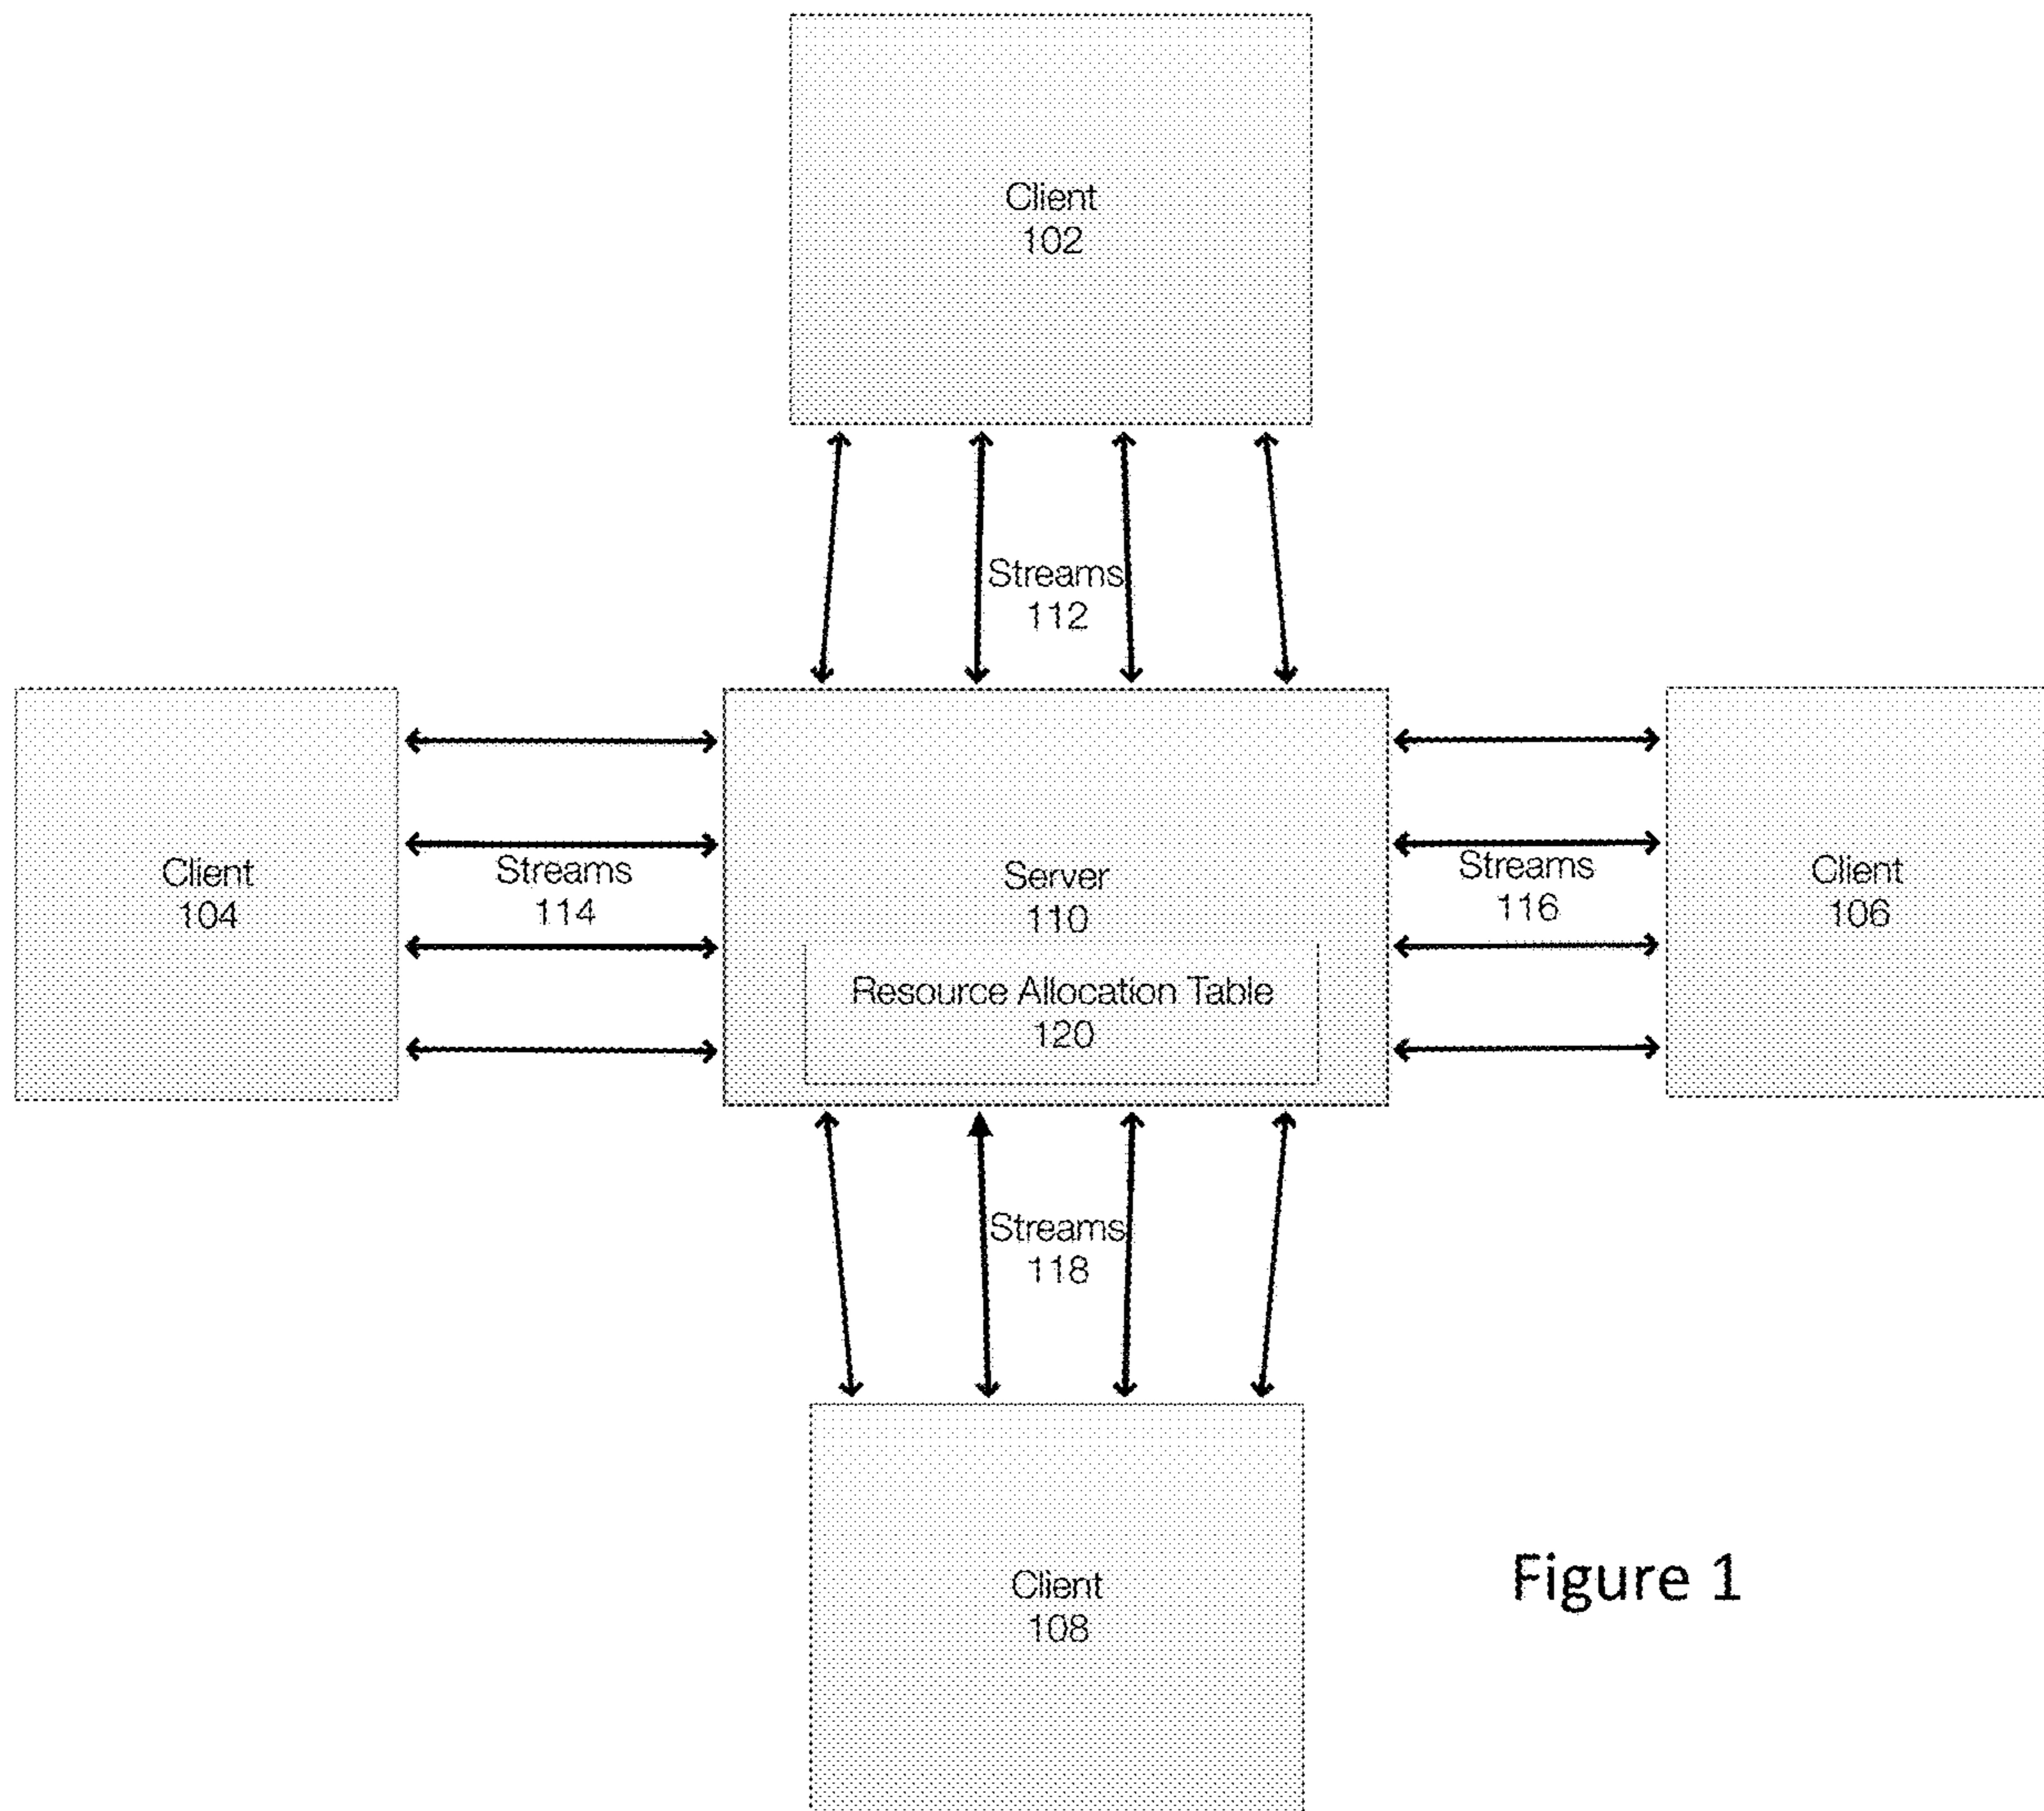 Client
102
Streams
112
Client
104
Streams
114
Server
110
Resource Allocation Table
120
Streams
116
Client
106
Streams
118
Client
108
Figure 1